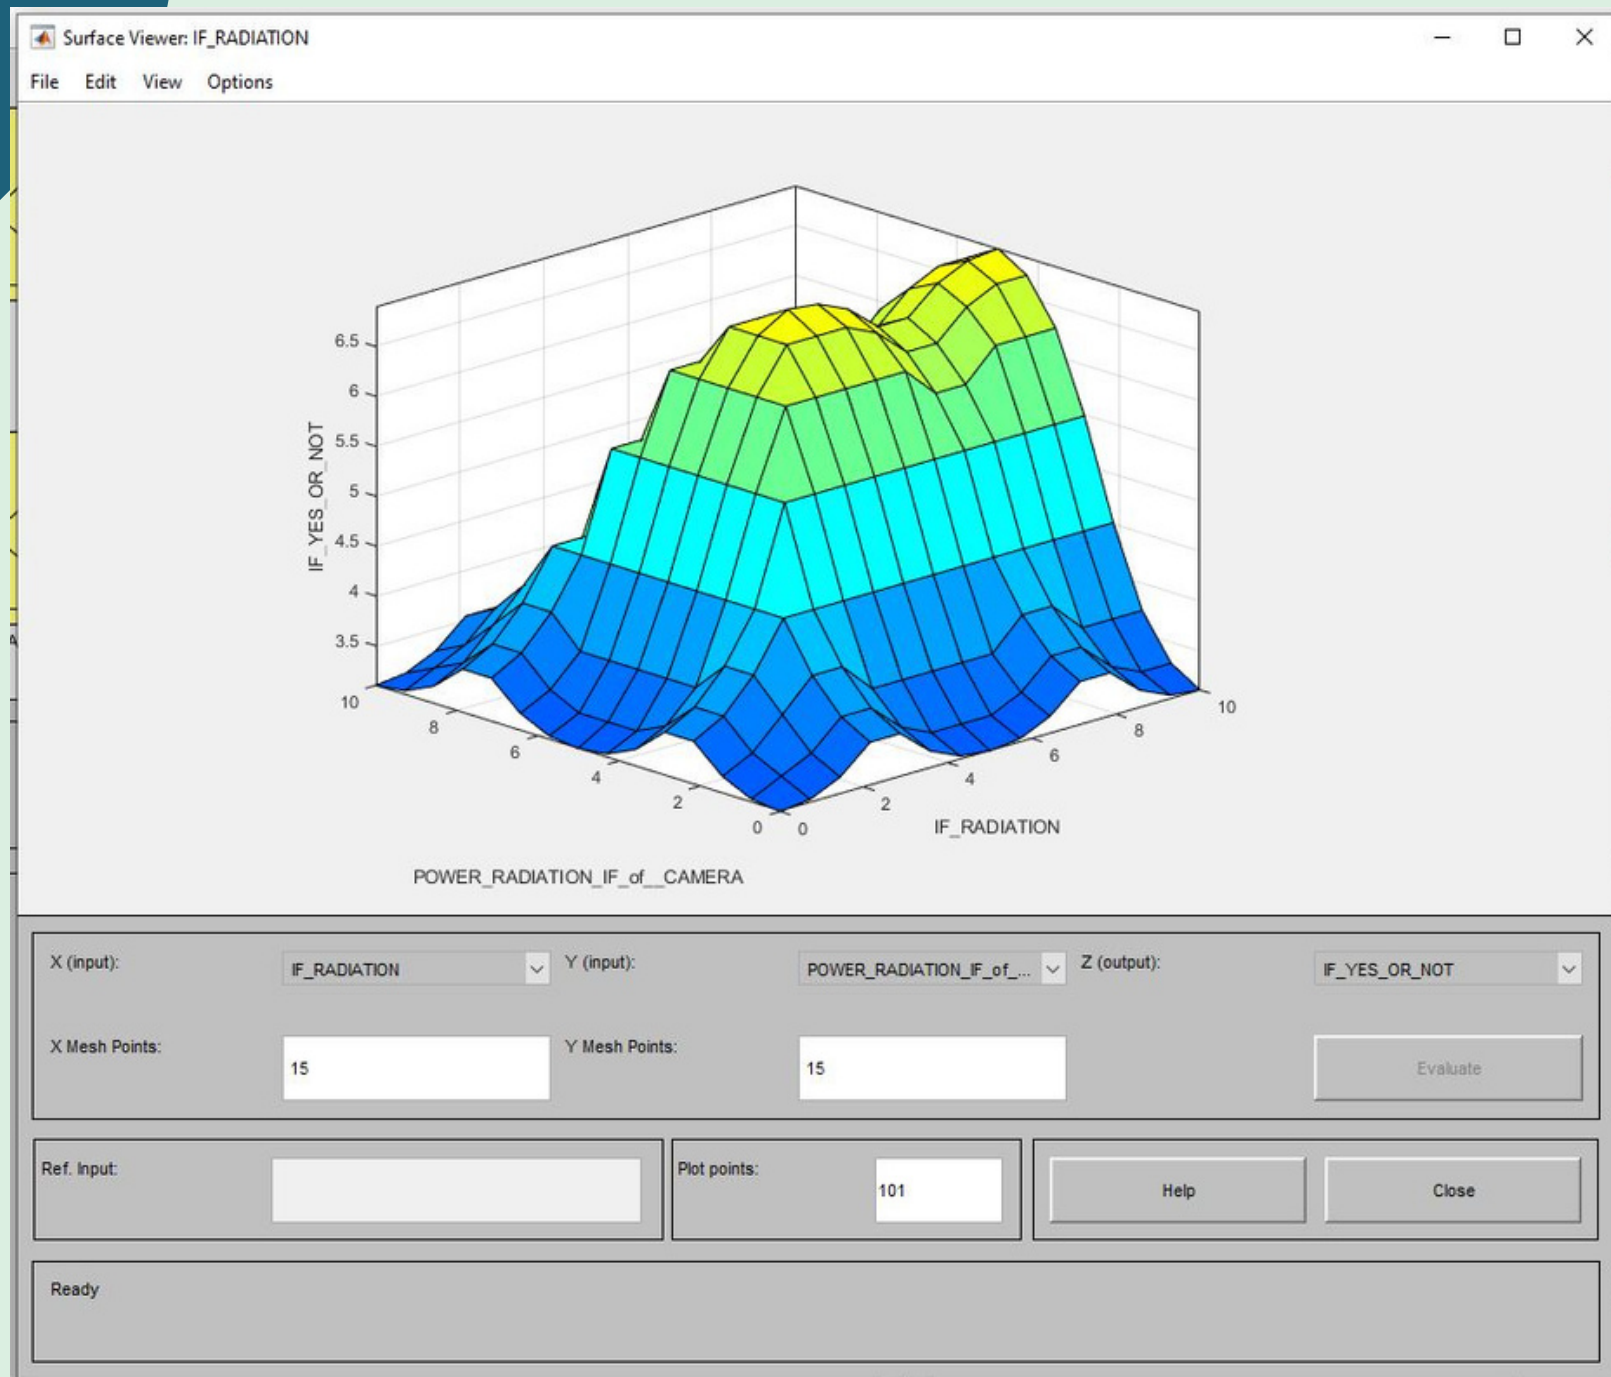 Surface Viewer: IF_RADIATION
File Edit View Options
6.5
6
5.5
5
4.5
4
3.5
IF_YES_OR_NOT
10
8
6
4
2
0
0
2
4
6
8
10
IF_RADIATION
POWER_RADIATION_IF_of__CAMERA
X (input): IF_RADIATION Y (input): POWER_RADIATION_IF_of_... Z (output): IF_YES_OR_NOT
X Mesh Points: 15 Y Mesh Points: 15 Evaluate
Ref. Input: Plot points: 101 Help Close
Ready